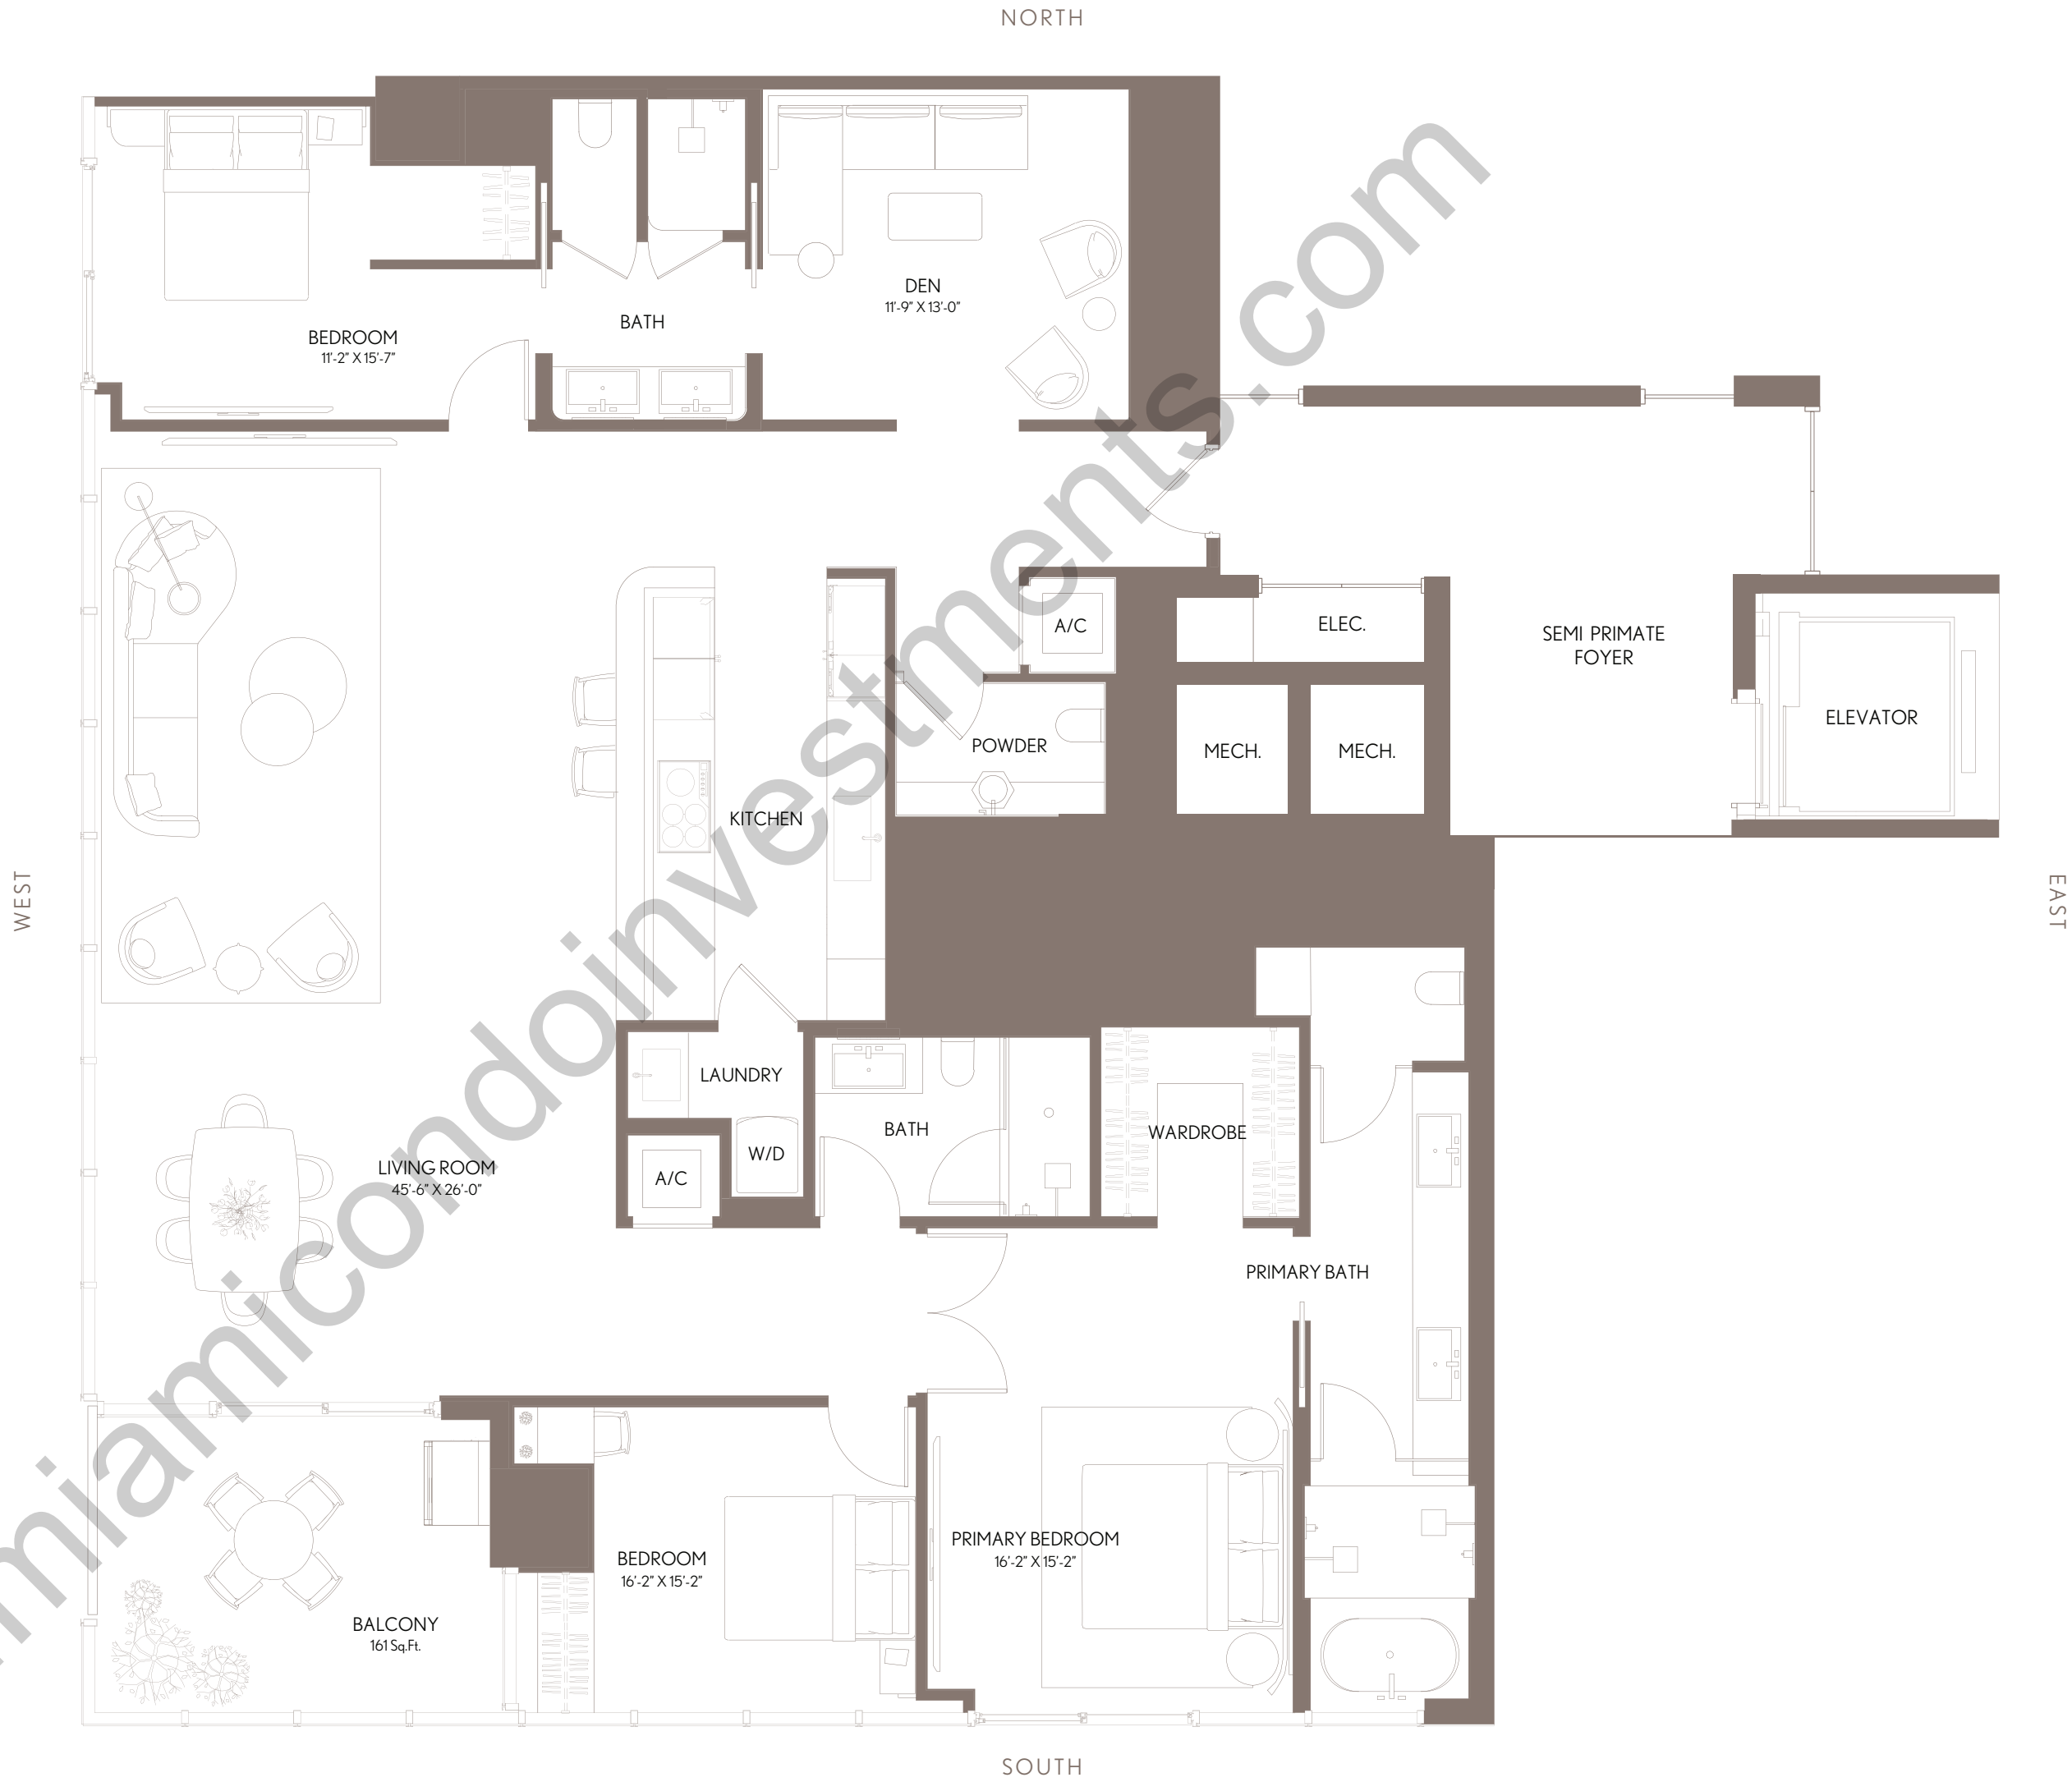 NORTH
BEDROOM
11'-2" X 15'-7"
BATH
DEN
11'-9" X 13'-0"
A/C
ELEC.
SEMI PRIMATE
FOYER
POWDER
MECH.
MECH.
ELEVATOR
KITCHEN
WEST
EAST
LAUNDRY
W/D
A/C
BATH
WARDROBE
LIVING ROOM
45'-6" X 26'-0"
PRIMARY BATH
BEDROOM
16'-2" X 15'-2"
PRIMARY BEDROOM
16'-2" X 15'-2"
BALCONY
161 Sq.Ft.
SOUTH
miamicondoinvestments.com